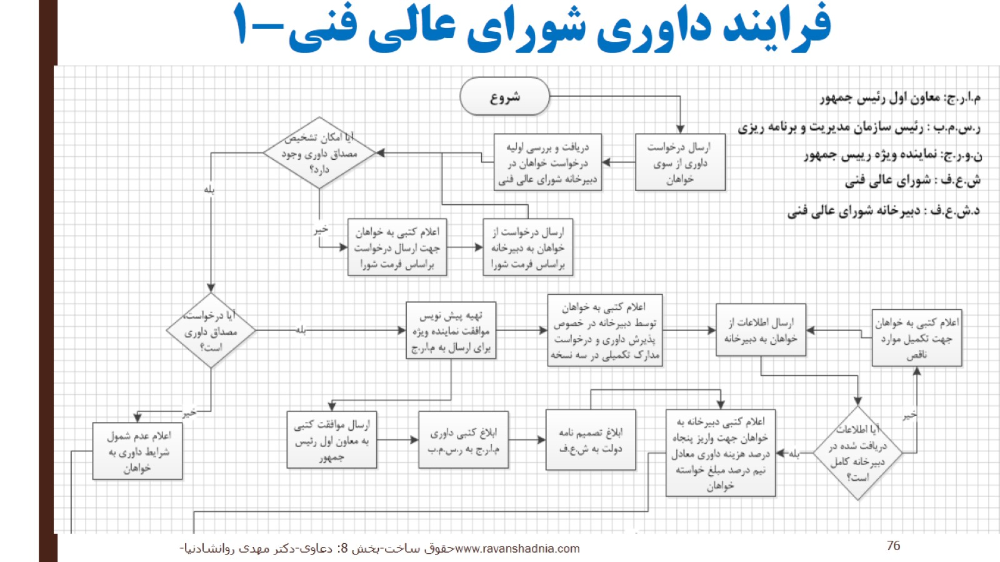 فرایند داوری شورای عالی فنی-۱
م.ا.ر.ج: معاون اول رئیس جمهور
ر.س.م.ب : رئیس سازمان مدیریت و برنامه ریزی
ن.و.ر.ج: نماینده ویژه رییس جمهور
ش.ع.ف : شورای عالی فنی
د.ش.ع.ف : دبیرخانه شورای عالی فنی
شروع
ارسال درخواست
داوری از سوی
خواهان
دریافت و بررسی اولیه
درخواست خواهان در
دبیرخانه شورای عالی فنی
آیا امکان تشخیص
مصداق داوری وجود
دارد؟
بله
خیر
اعلام کتبی به خواهان
جهت ارسال درخواست
براساس فرمت شورا
ارسال درخواست از
خواهان به دبیرخانه
براساس فرمت شورا
آیا درخواست،
مصداق داوری
است؟
بله
خیر
تهیه پیش نویس
موافقت نماینده ویژه
برای ارسال به م.ا.ر.ج
اعلام کتبی به خواهان
توسط دبیرخانه در خصوص
پذیرش داوری و درخواست
مدارک تکمیلی در سه نسخه
ارسال اطلاعات از
خواهان به دبیرخانه
اعلام کتبی به خواهان
جهت تکمیل موارد
ناقص
اعلام عدم شمول
شرایط داوری به
خواهان
ارسال موافقت کتبی
به معاون اول رئیس
جمهور
ابلاغ کتبی داوری
م.ا.ر.ج به ر.س.م.ب
ابلاغ تصمیم نامه
دولت به ش.ع.ف
اعلام کتبی دبیرخانه به
خواهان جهت واریز پنجاه
درصد هزینه داوری معادل
نیم درصد مبلغ خواسته
خواهان
بله
آیا اطلاعات
دریافت شده در
دبیرخانه کامل
است؟
خیر
حقوق ساخت-بخش 8: دعاوی-دکتر مهدی روانشادنیا-www.ravanshadnia.com
76